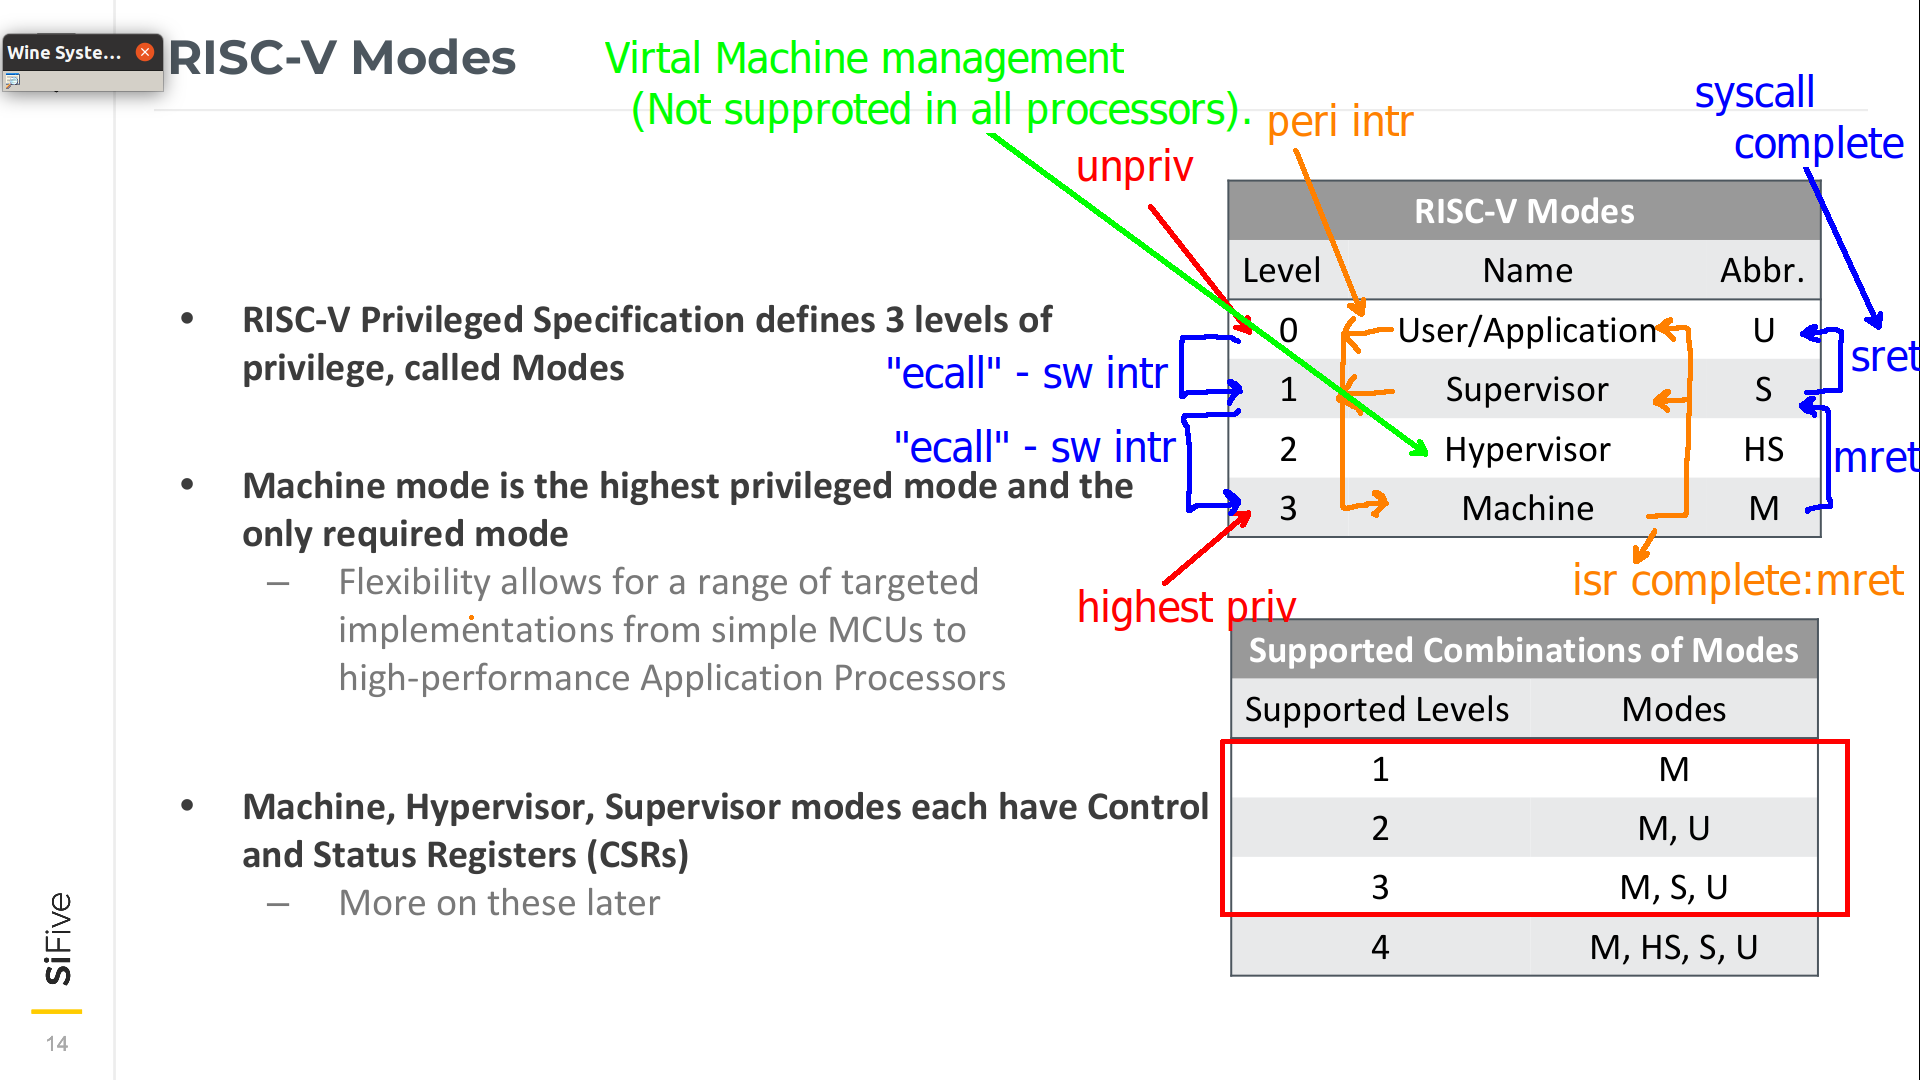 Wine Syste...
RISC-V Modes
Virtal Machine management
(Not supproted in all processors).
peri intr
syscall
complete
unpriv
RISC-V Modes
Level Name Abbr.
0 User/Application U
1 Supervisor S
2 Hypervisor HS
3 Machine M
"ecall" - sw intr
"ecall" - sw intr
sret
mret
isr complete:mret
highest priv
• RISC-V Privileged Specification defines 3 levels of
privilege, called Modes
• Machine mode is the highest privileged mode and the
only required mode
– Flexibility allows for a range of targeted
implementations from simple MCUs to
high-performance Application Processors
• Machine, Hypervisor, Supervisor modes each have Control
and Status Registers (CSRs)
– More on these later
Supported Combinations of Modes
Supported Levels Modes
1 M
2 M, U
3 M, S, U
4 M, HS, S, U
SiFive
14